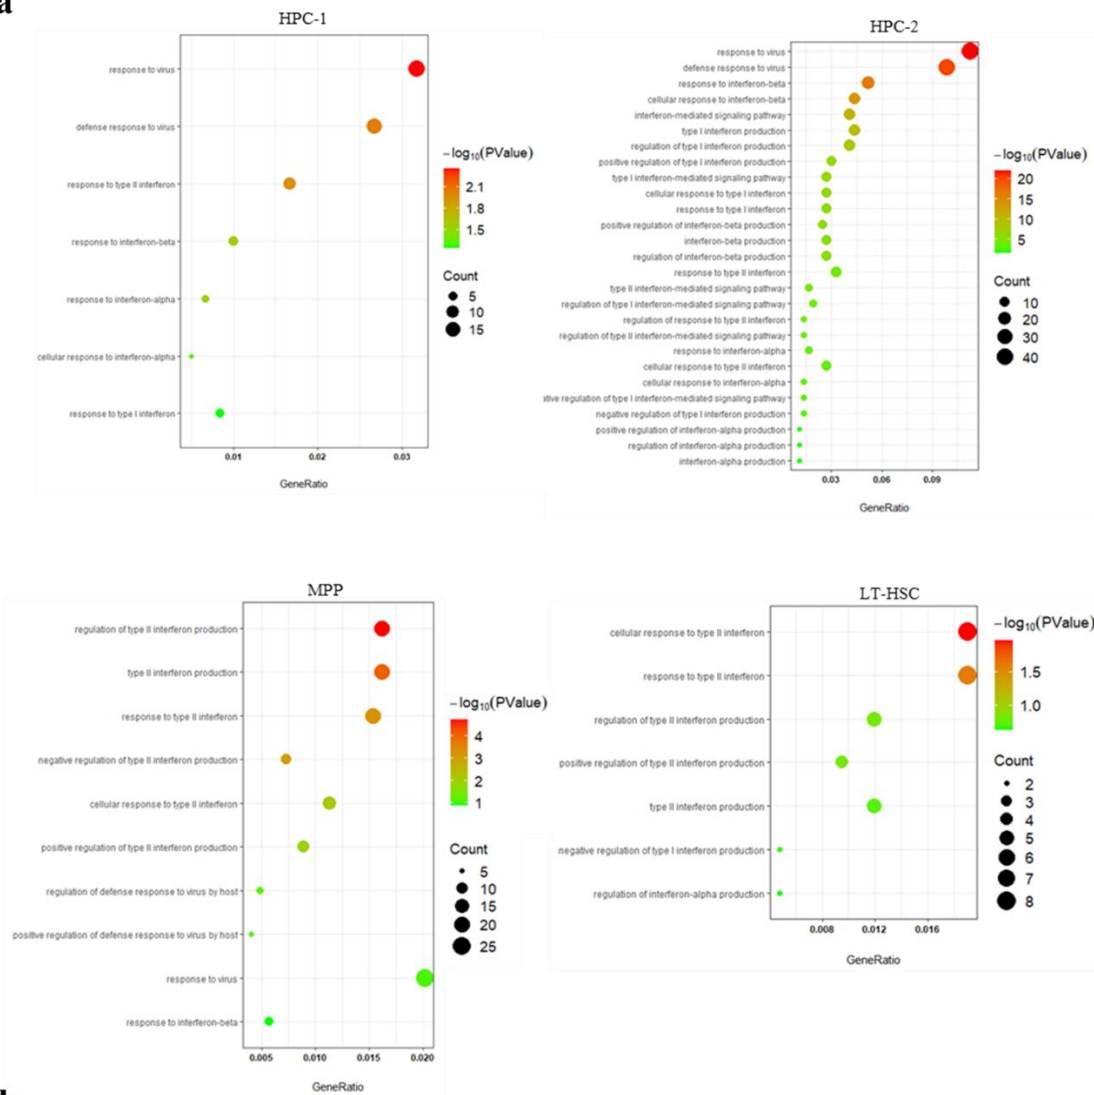 a
HPC-1
response to virus
defense response to virus
response to type II interferon
response to interferon-beta
response to interferon-alpha
cellular response to interferon-alpha
response to type I interferon
0.01 0.02 0.03
GeneRatio
−log10(PValue)
2.1
1.8
1.5
Count
5
10
15
HPC-2
response to virus
defense response to virus
response to interferon-beta
cellular response to interferon-beta
interferon-mediated signaling pathway
type I interferon production
regulation of type I interferon production
positive regulation of type I interferon production
type I interferon-mediated signaling pathway
cellular response to type I interferon
response to type I interferon
positive regulation of interferon-beta production
interferon-beta production
regulation of interferon-beta production
response to type II interferon
type II interferon-mediated signaling pathway
regulation of type I interferon-mediated signaling pathway
regulation of response to type II interferon
regulation of type II interferon-mediated signaling pathway
response to interferon-alpha
cellular response to type II interferon
cellular response to interferon-alpha
ative regulation of type I interferon-mediated signaling pathway
negative regulation of type I interferon production
positive regulation of interferon-alpha production
regulation of interferon-alpha production
interferon-alpha production
0.03 0.06 0.09
GeneRatio
−log10(PValue)
20
15
10
5
Count
10
20
30
40
MPP
regulation of type II interferon production
type II interferon production
response to type II interferon
negative regulation of type II interferon production
cellular response to type II interferon
positive regulation of type II interferon production
regulation of defense response to virus by host
positive regulation of defense response to virus by host
response to virus
response to interferon-beta
0.005 0.010 0.015 0.020
GeneRatio
−log10(PValue)
4
3
2
1
Count
5
10
15
20
25
LT-HSC
cellular response to type II interferon
response to type II interferon
regulation of type II interferon production
positive regulation of type II interferon production
type II interferon production
negative regulation of type I interferon production
regulation of interferon-alpha production
0.008 0.012 0.016
GeneRatio
−log10(PValue)
1.5
1.0
Count
2
3
4
5
6
7
8